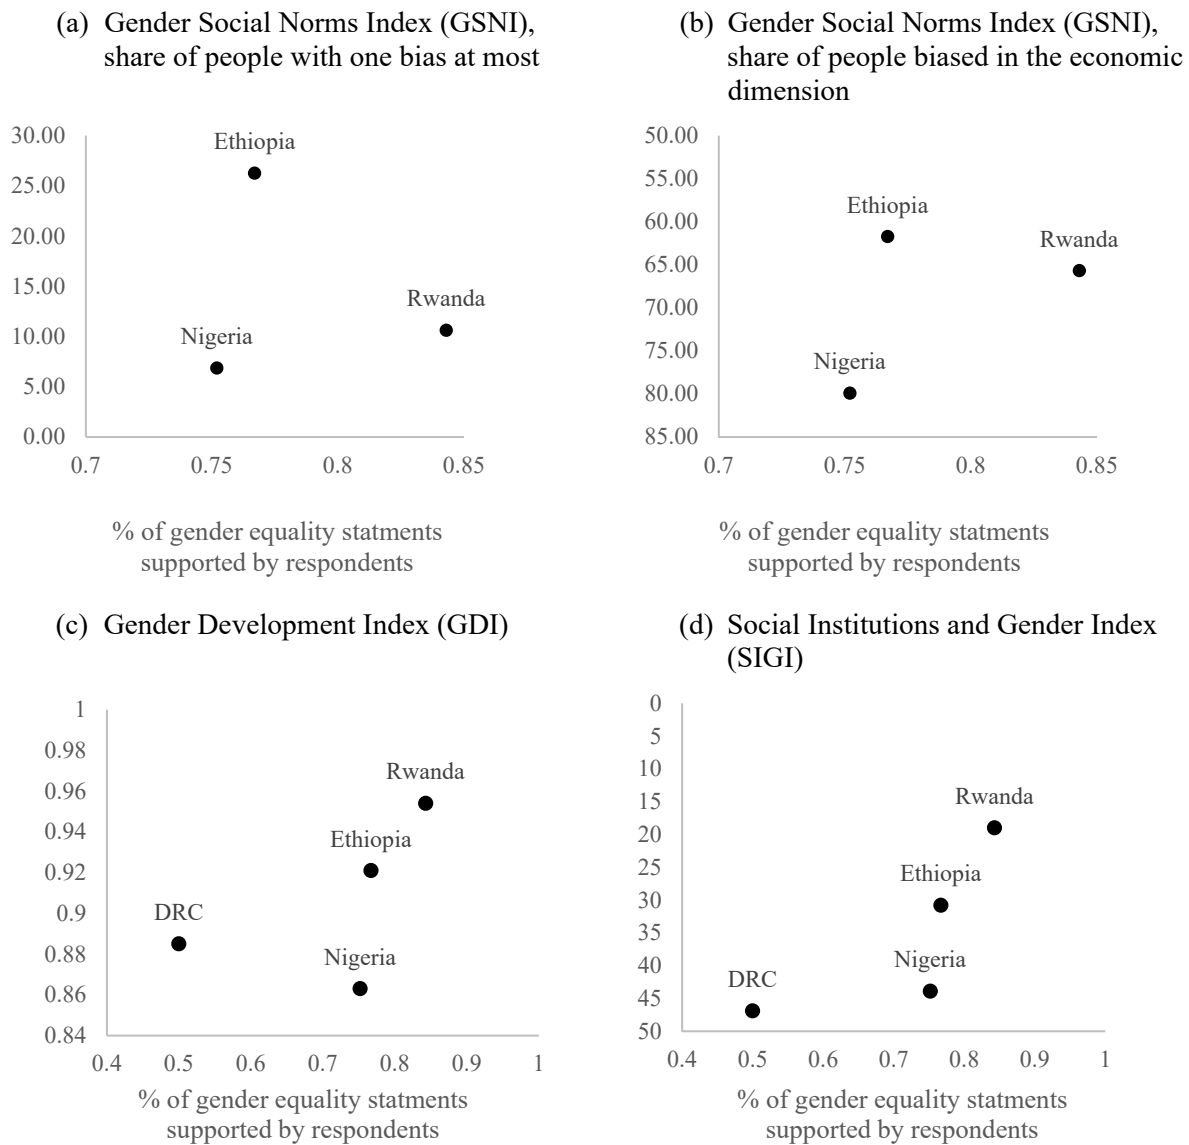 (a) Gender Social Norms Index (GSNI),
share of people with one bias at most
30.00
25.00
20.00
15.00
10.00
5.00
0.00
Ethiopia
Rwanda
Nigeria
0.7 0.75 0.8 0.85
% of gender equality statments
supported by respondents
(b) Gender Social Norms Index (GSNI),
share of people biased in the economic
dimension
50.00
55.00
60.00
65.00
70.00
75.00
80.00
85.00
Ethiopia
Rwanda
Nigeria
0.7 0.75 0.8 0.85
% of gender equality statments
supported by respondents
(c) Gender Development Index (GDI)
1
0.98
0.96
0.94
0.92
0.9
0.88
0.86
0.84
Rwanda
Ethiopia
DRC
Nigeria
0.4 0.5 0.6 0.7 0.8 0.9 1
% of gender equality statments
supported by respondents
(d) Social Institutions and Gender Index
(SIGI)
0
5
10
15
20
25
30
35
40
45
50
Rwanda
Ethiopia
Nigeria
DRC
0.4 0.5 0.6 0.7 0.8 0.9 1
% of gender equality statments
supported by respondents